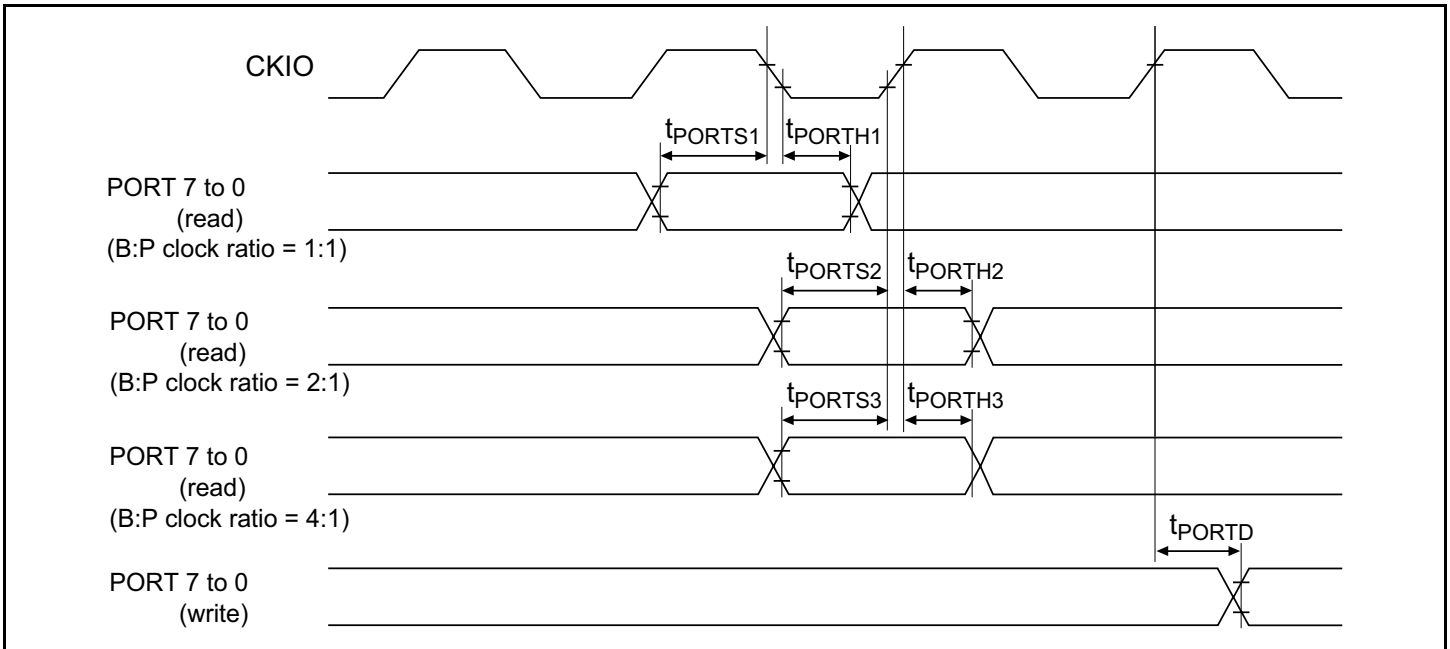 CKIO
tPORTS1 tPORTH1
PORT 7 to 0
(read)
(B:P clock ratio = 1:1)
tPORTS2 tPORTH2
PORT 7 to 0
(read)
(B:P clock ratio = 2:1)
tPORTS3 tPORTH3
PORT 7 to 0
(read)
(B:P clock ratio = 4:1)
tPORTD
PORT 7 to 0
(write)